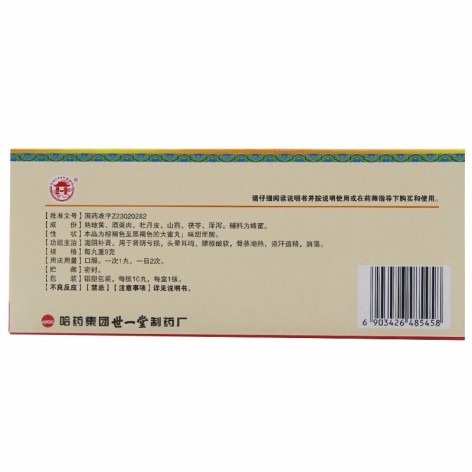 请仔细阅读说明书并按说明使用或在药师指导下购买和使用。
[批准文号] 国药准字Z23020282
[成 份] 熟地黄、酒萸肉、牡丹皮、山药、茯苓、泽泻。辅料为蜂蜜。
[性 状] 本品为棕褐色至黑褐色的大蜜丸；味甜而酸。
[功能主治] 滋阴补肾。用于肾阴亏损，头晕耳鸣，腰膝酸软，骨蒸潮热，盗汗遗精，消渴。
[规 格] 每丸重9克
[用法用量] 口服。一次1丸，一日2次。
[贮 藏] 密封。
[包 装] 铝塑包装，每板10丸，每盒1板。
[不良反应] [禁忌] [注意事项] 详见说明书。
哈药集团世一堂制药厂
6 903426 485458